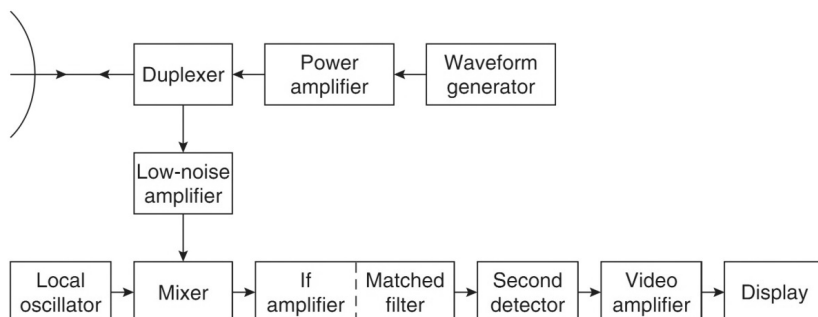 Duplexer
Power
amplifier
Waveform
generator
Low-noise
amplifier
Local
oscillator
Mixer
If
amplifier
Matched
filter
Second
detector
Video
amplifier
Display